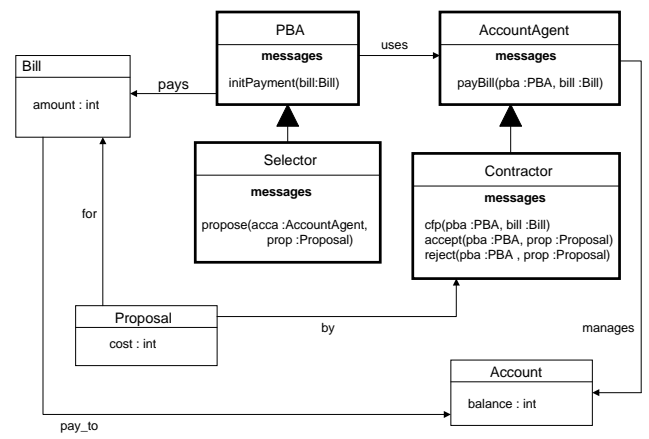 PBA
messages
initPayment(bill:Bill)
uses
AccountAgent
messages
payBill(pba :PBA, bill :Bill)
Bill
amount : int
pays
Selector
messages
propose(acca :AccountAgent,
prop :Proposal)
Contractor
messages
cfp(pba :PBA, bill :Bill)
accept(pba :PBA, prop :Proposal)
reject(pba :PBA , prop :Proposal)
for
Proposal
cost : int
by
manages
Account
balance : int
pay_to